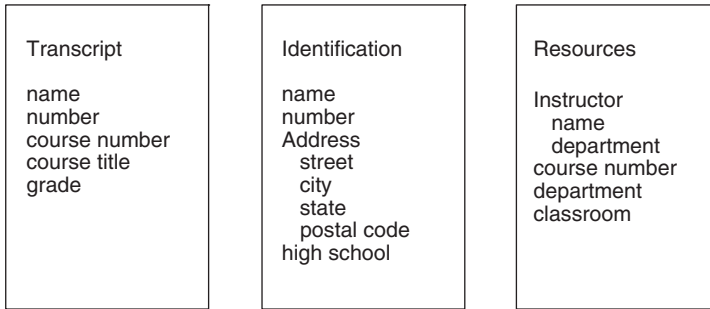 Transcript
name
number
course number
course title
grade
Identification
name
number
Address
street
city
state
postal code
high school
Resources
Instructor
name
department
course number
department
classroom